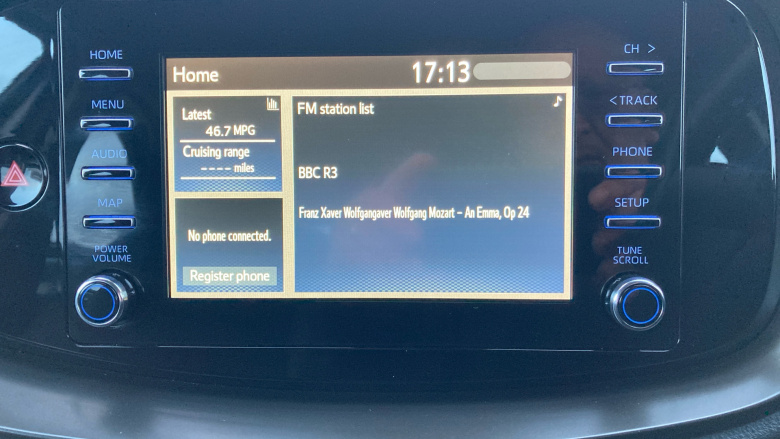 HOME
MENU
AUDIO
MAP
POWER
VOLUME
Home
17:13
Latest
46.7 MPG
Cruising range
---- miles
No phone connected.
Register phone
FM station list
BBC R3
Franz Xaver Wolfgangaver Wolfgang Mozart – An Emma, Op 24
CH >
< TRACK
PHONE
SETUP
TUNE
SCROLL